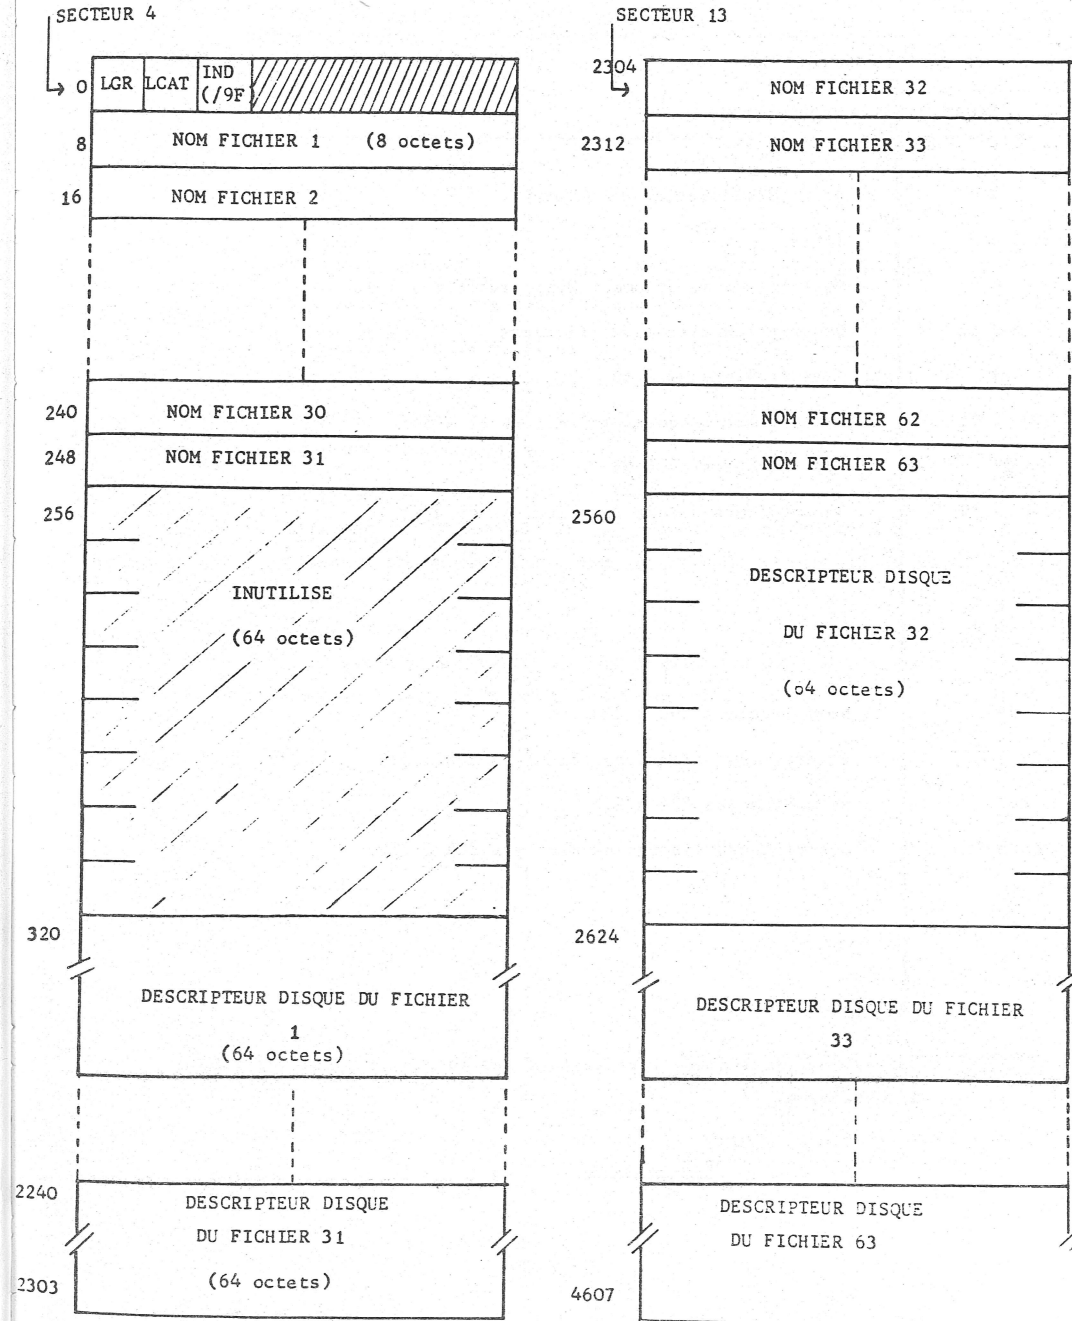 SECTEUR 4
0 LGR LCAT IND (/9F
8 NOM FICHIER 1 (8 octets)
16 NOM FICHIER 2
240 NOM FICHIER 30
248 NOM FICHIER 31
256
INUTILISE
(64 octets)
320
DESCRIPTEUR DISQUE DU FICHIER
1
(64 octets)
2240
DESCRIPTEUR DISQUE
DU FICHIER 31
(64 octets)
2303
SECTEUR 13
2304 NOM FICHIER 32
2312 NOM FICHIER 33
NOM FICHIER 62
NOM FICHIER 63
2560
DESCRIPTEUR DISQUE
DU FICHIER 32
(64 octets)
2624
DESCRIPTEUR DISQUE DU FICHIER
33
DESCRIPTEUR DISQUE
DU FICHIER 63
4607